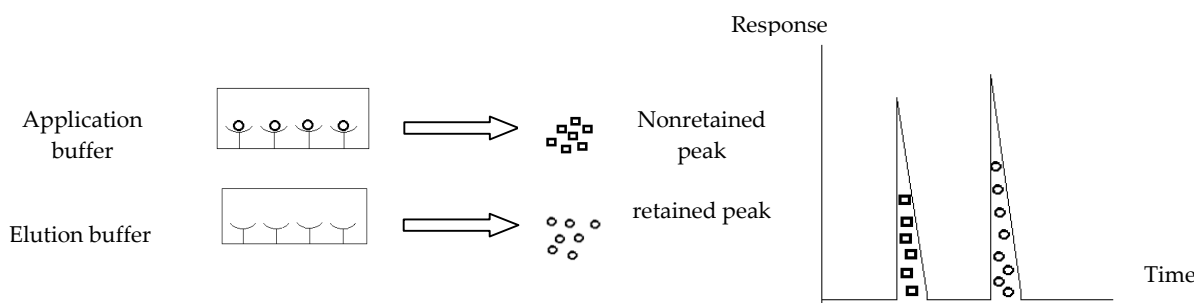 Response
Application
buffer
Nonretained
peak
Elution buffer
retained peak
Time